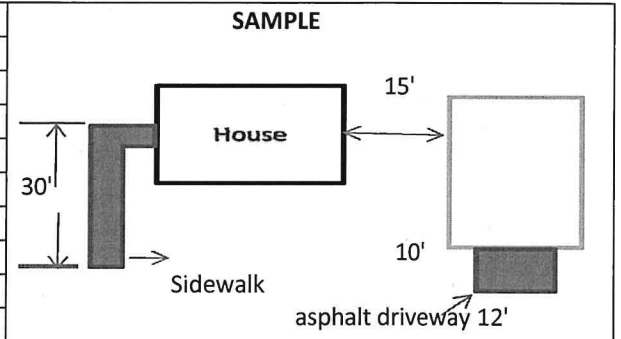 SAMPLE
15'
House
30'
10'
Sidewalk
asphalt driveway 12'